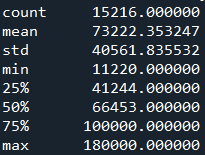 count 15216.000000
mean 73222.353247
std 40561.835532
min 11220.000000
25% 41244.000000
50% 66453.000000
75% 100000.000000
max 180000.000000